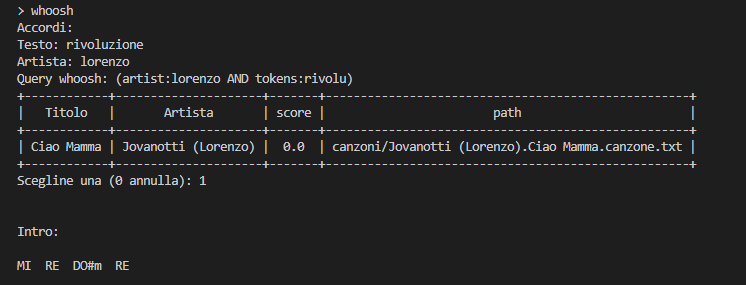 > whoosh
Accordi:
Testo: rivoluzione
Artista: lorenzo
Query whoosh: (artist:lorenzo AND tokens:rivolu)
+------------+---------------------+-------+---------------------------------------------------+
|   Titolo   |       Artista       | score |                        path                       |
+------------+---------------------+-------+---------------------------------------------------+
| Ciao Mamma | Jovanotti (Lorenzo) |  0.0  | canzoni/Jovanotti (Lorenzo).Ciao Mamma.canzone.txt |
+------------+---------------------+-------+---------------------------------------------------+
Scegline una (0 annulla): 1
Intro:
MI  RE  DO#m  RE